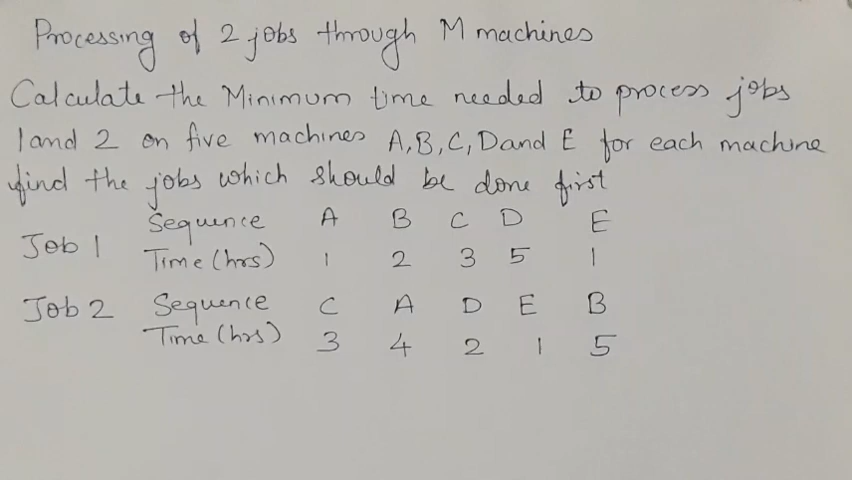 Processing of 2 jobs through M machines
Calculate the Minimum time needed to process jobs
1 and 2 on five machines A, B, C, D and E for each machine
find the jobs which should be done first
Job 1 Sequence A B C D E
Time (hrs) 1 2 3 5 1
Job 2 Sequence C A D E B
Time (hrs) 3 4 2 1 5